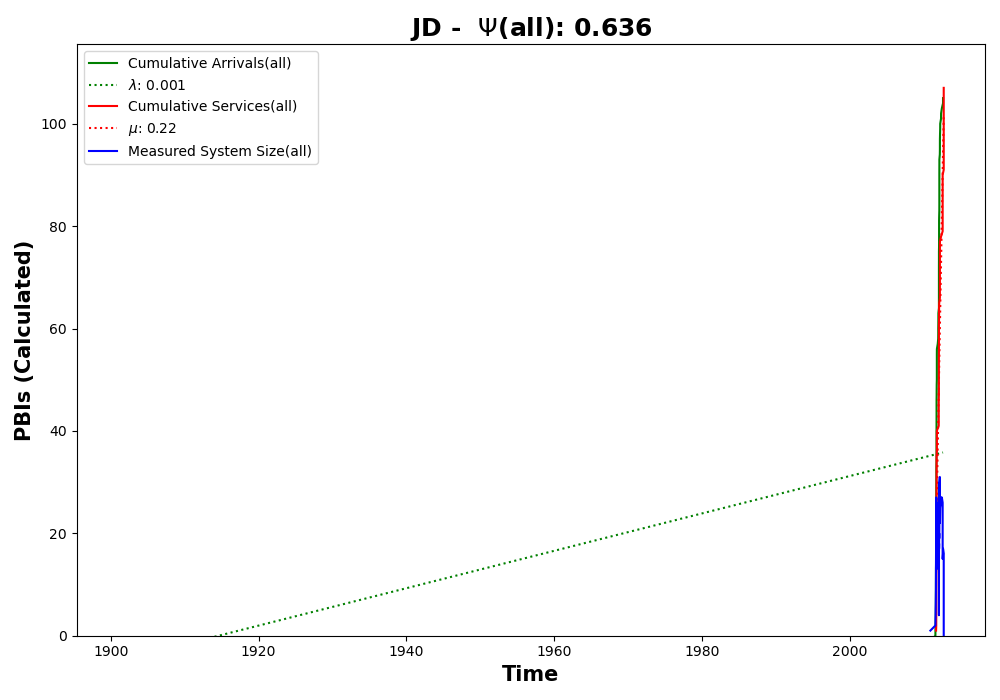 JD - Ψ(all): 0.636
Cumulative Arrivals(all)
λ: 0.001
Cumulative Services(all)
μ: 0.22
Measured System Size(all)
PBIs (Calculated)
100
80
60
40
20
0
1900 1920 1940 1960 1980 2000
Time